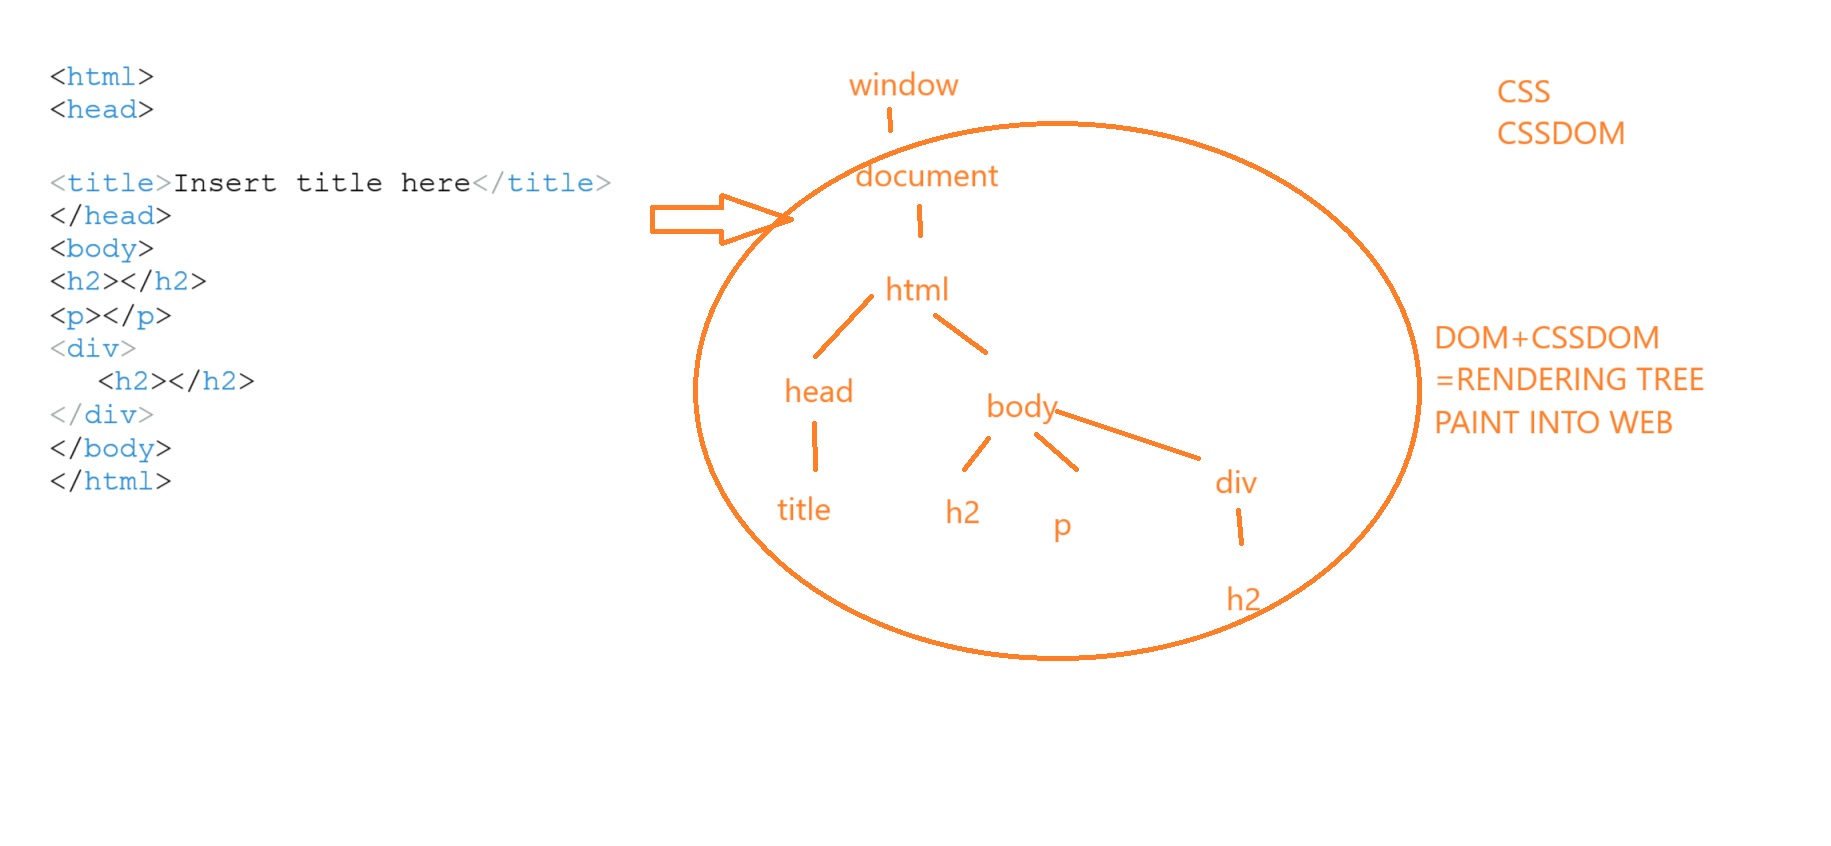 <html>
<head>
<title>Insert title here</title>
</head>
<body>
<h2></h2>
<p></p>
<div>
<h2></h2>
</div>
</body>
</html>
window
document
html
head
body
title
h2
p
div
h2
CSS
CSSDOM
DOM+CSSDOM
=RENDERING TREE
PAINT INTO WEB